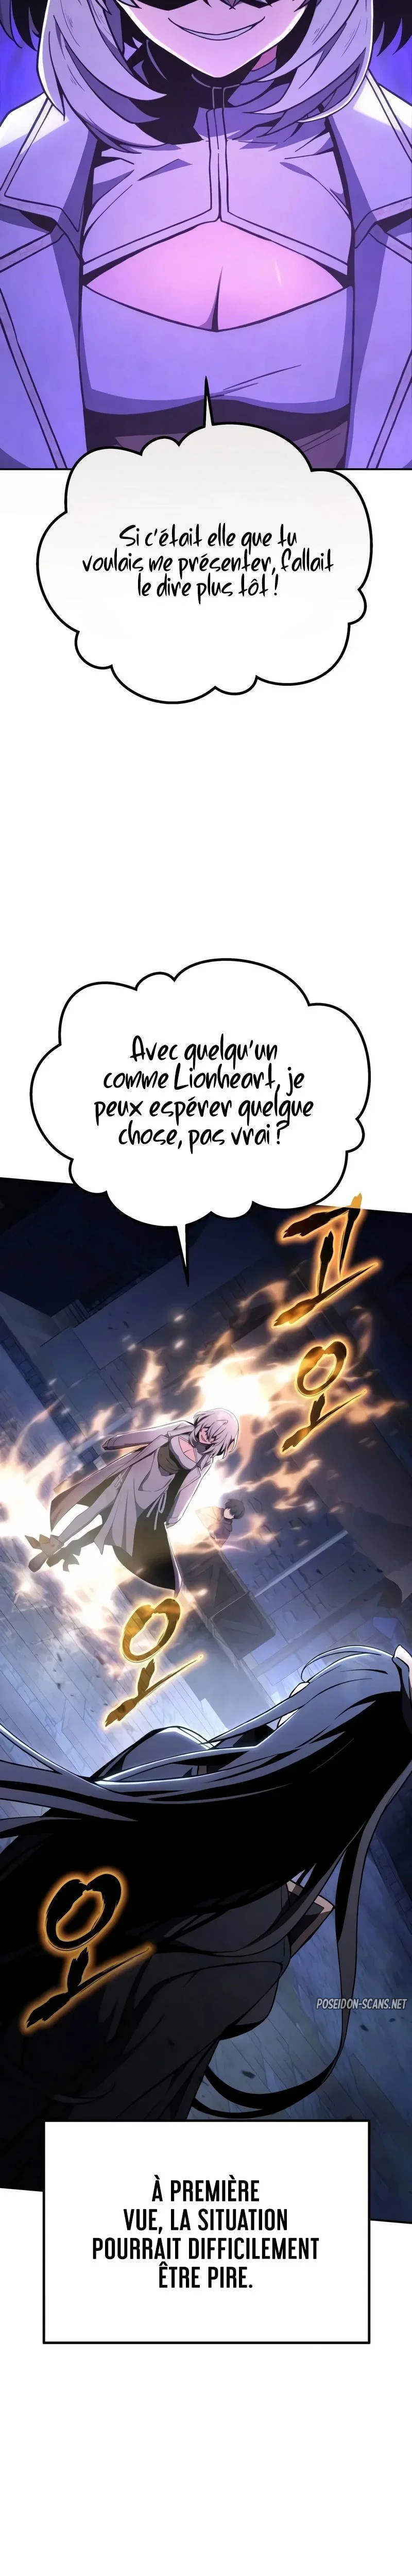 Si c'était elle que tu
voulais me présenter, fallait
le dire plus tôt !
Avec quelqu'un
comme Lionheart, je
peux espérer quelque
chose, pas vrai ?
고
오
오
오
POSEIDON-SCANS.NET
À PREMIÈRE
VUE, LA SITUATION
POURRAIT DIFFICILEMENT
ÊTRE PIRE.